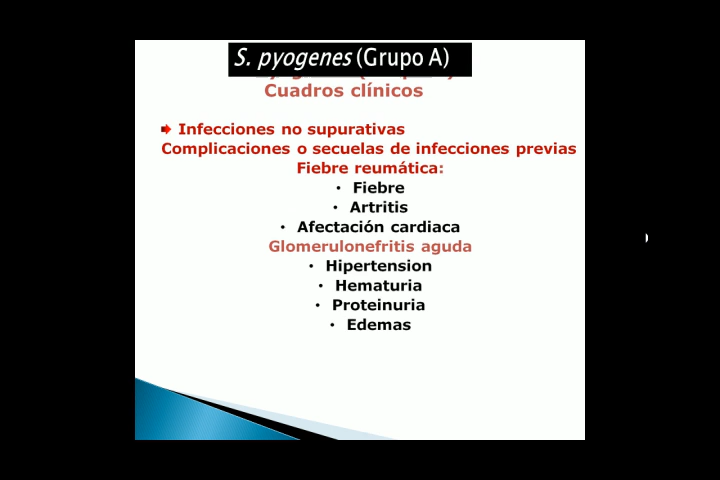 S. pyogenes (Grupo A)
Cuadros clínicos
Infecciones no supurativas
Complicaciones o secuelas de infecciones previas
Fiebre reumática:
• Fiebre
• Artritis
• Afectación cardiaca
Glomerulonefritis aguda
• Hipertension
• Hematuria
• Proteinuria
• Edemas